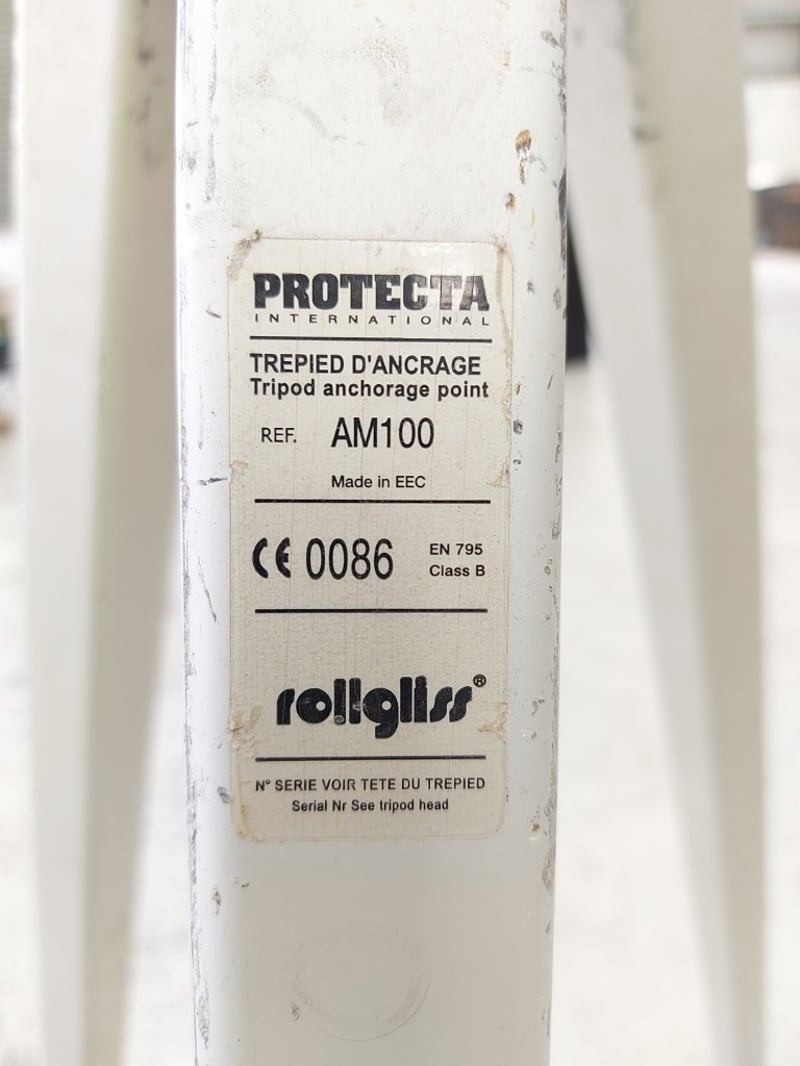 PROTECTA
INTERNATIONAL
TREPIED D'ANCRAGE
Tripod anchorage point
REF. AM100
Made in EEC
CE 0086 EN 795
Class B
rollgliss®
N° SERIE VOIR TETE DU TREPIED
Serial Nr See tripod head